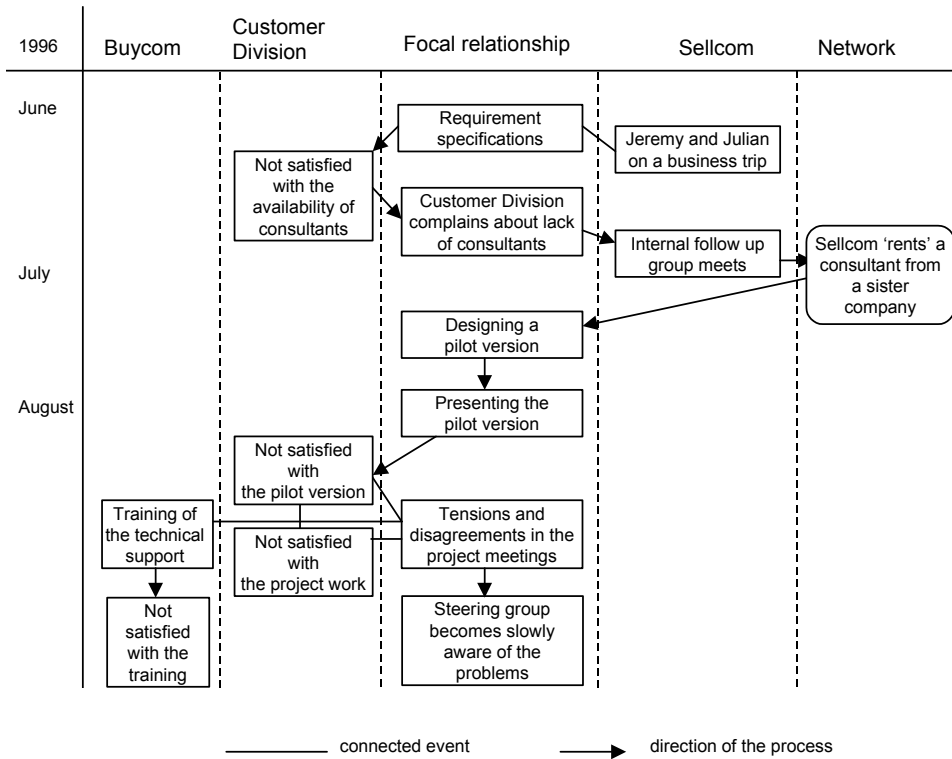 1996
Buycom
Customer
Division
Focal relationship
Sellcom
Network
June
Requirement
specifications
Jeremy and Julian
on a business trip
Not satisfied
with the
availability of
consultants
Customer Division
complains about lack
of consultants
Internal follow up
group meets
Sellcom ‘rents’ a
consultant from
a sister
company
July
Designing a
pilot version
August
Presenting the
pilot version
Not satisfied
with
the pilot version
Training of
the technical
support
Not satisfied
with
the project work
Tensions and
disagreements in the
project meetings
Not
satisfied
with the
training
Steering group
becomes slowly
aware of the
problems
connected event
direction of the process